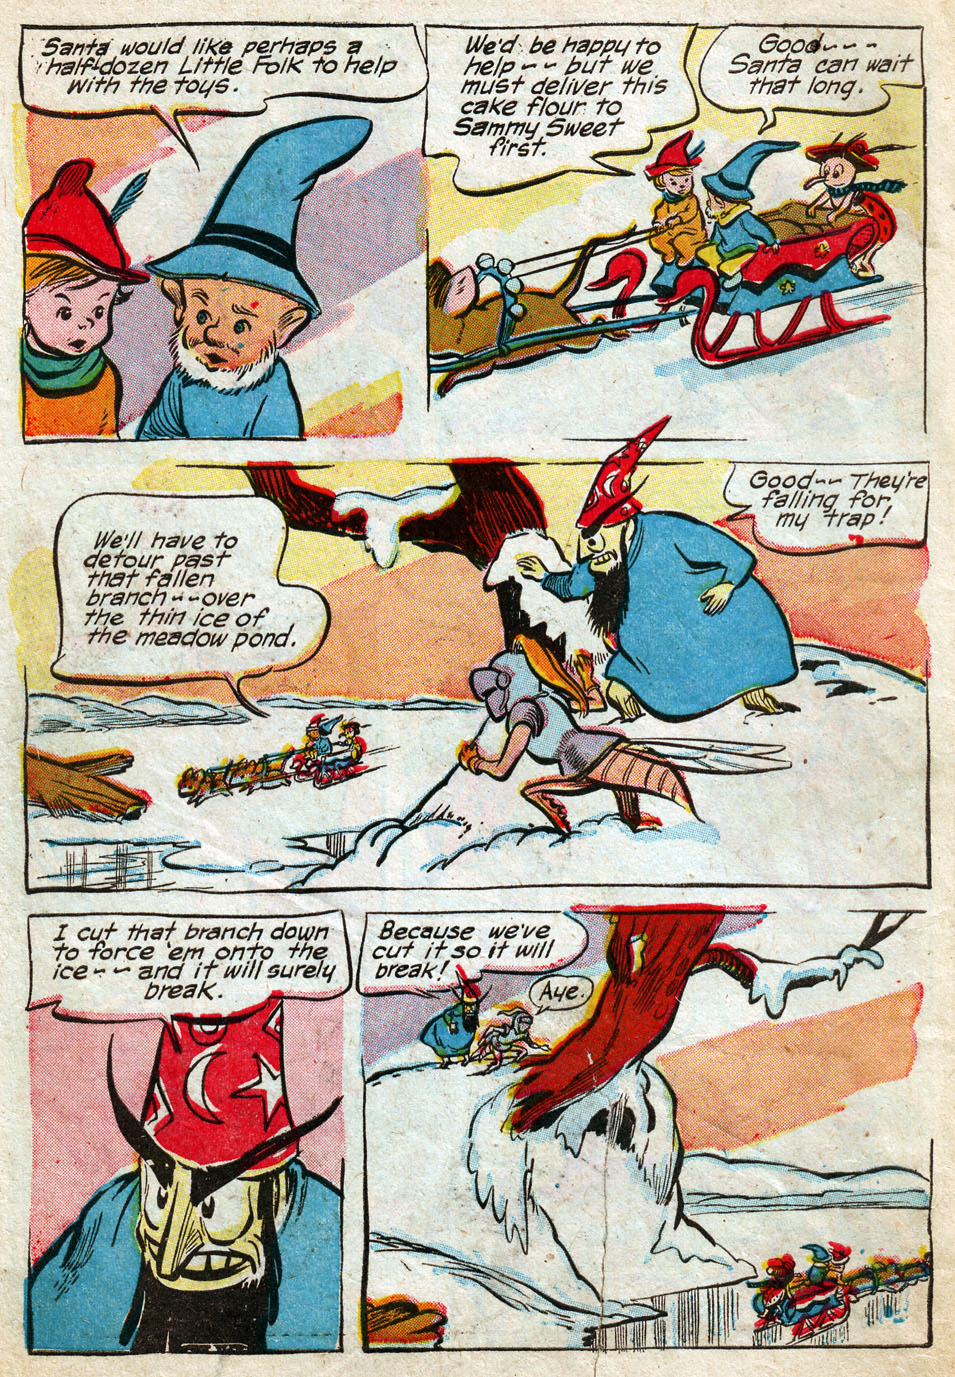 Santa would like perhaps a
half-dozen Little Folk to help
with the toys.
We'd be happy to
help -- but we
must deliver this
cake flour to
Sammy Sweet
first.
Good---
Santa can wait
that long.
We'll have to
detour past
that fallen
branch -- over
the thin ice of
the meadow pond.
Good -- They're
falling for
my trap!
I cut that branch down
to force 'em onto the
ice -- and it will surely
break.
Because we've
cut it so it will
break!
Aye.